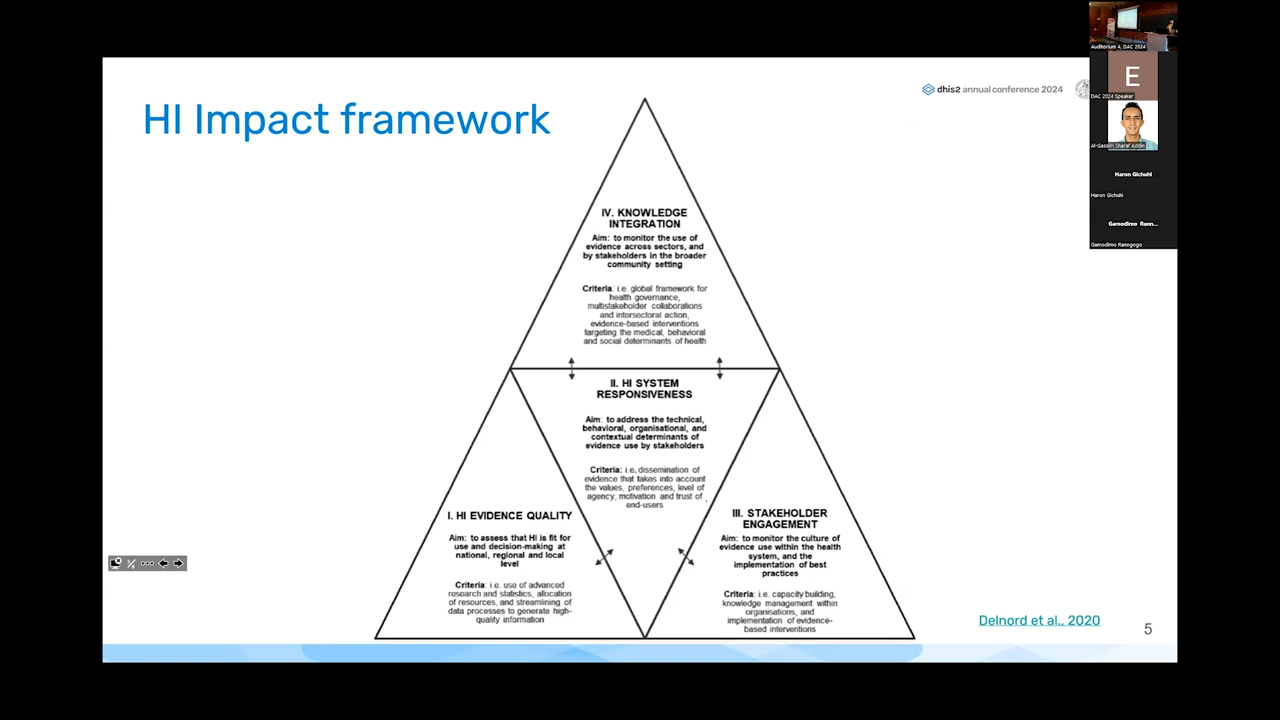 HI Impact framework
dhis2 annual conference 2024
IV. KNOWLEDGE
INTEGRATION
Aim: to monitor the use of
evidence across sectors, and
by stakeholders in the broader
community setting
Criteria: i.e. global framework for
health governance,
multistakeholder collaborations
and intersectoral action,
evidence-based interventions
targeting the medical, behavioral
and social determinants of health
II. HI SYSTEM
RESPONSIVENESS
Aim: to address the technical,
behavioral, organisational, and
contextual determinants of
evidence use by stakeholders
Criteria: i.e. dissemination of
evidence that takes into account
the values, preferences, level of
agency, motivation and trust of
end-users
I. HI EVIDENCE QUALITY
Aim: to assess that HI is fit for
use and decision-making at
national, regional and local
level
Criteria: i.e. use of advanced
research and statistics, allocation
of resources, and streamlining of
data processes to generate high-
quality information
III. STAKEHOLDER
ENGAGEMENT
Aim: to monitor the culture of
evidence use within the health
system, and the
implementation of best
practices
Criteria: i.e. capacity building,
knowledge management within
organisations, and
implementation of evidence-
based interventions
Delnord et al., 2020
5
Auditorium 4, DAC 2024
E
DAC 2024 Speaker
Al-Gassim Sharaf Addin
Haron Gichuhi
Haron Gichuhi
Gamodimo Rann...
Gamodimo Ranngogo